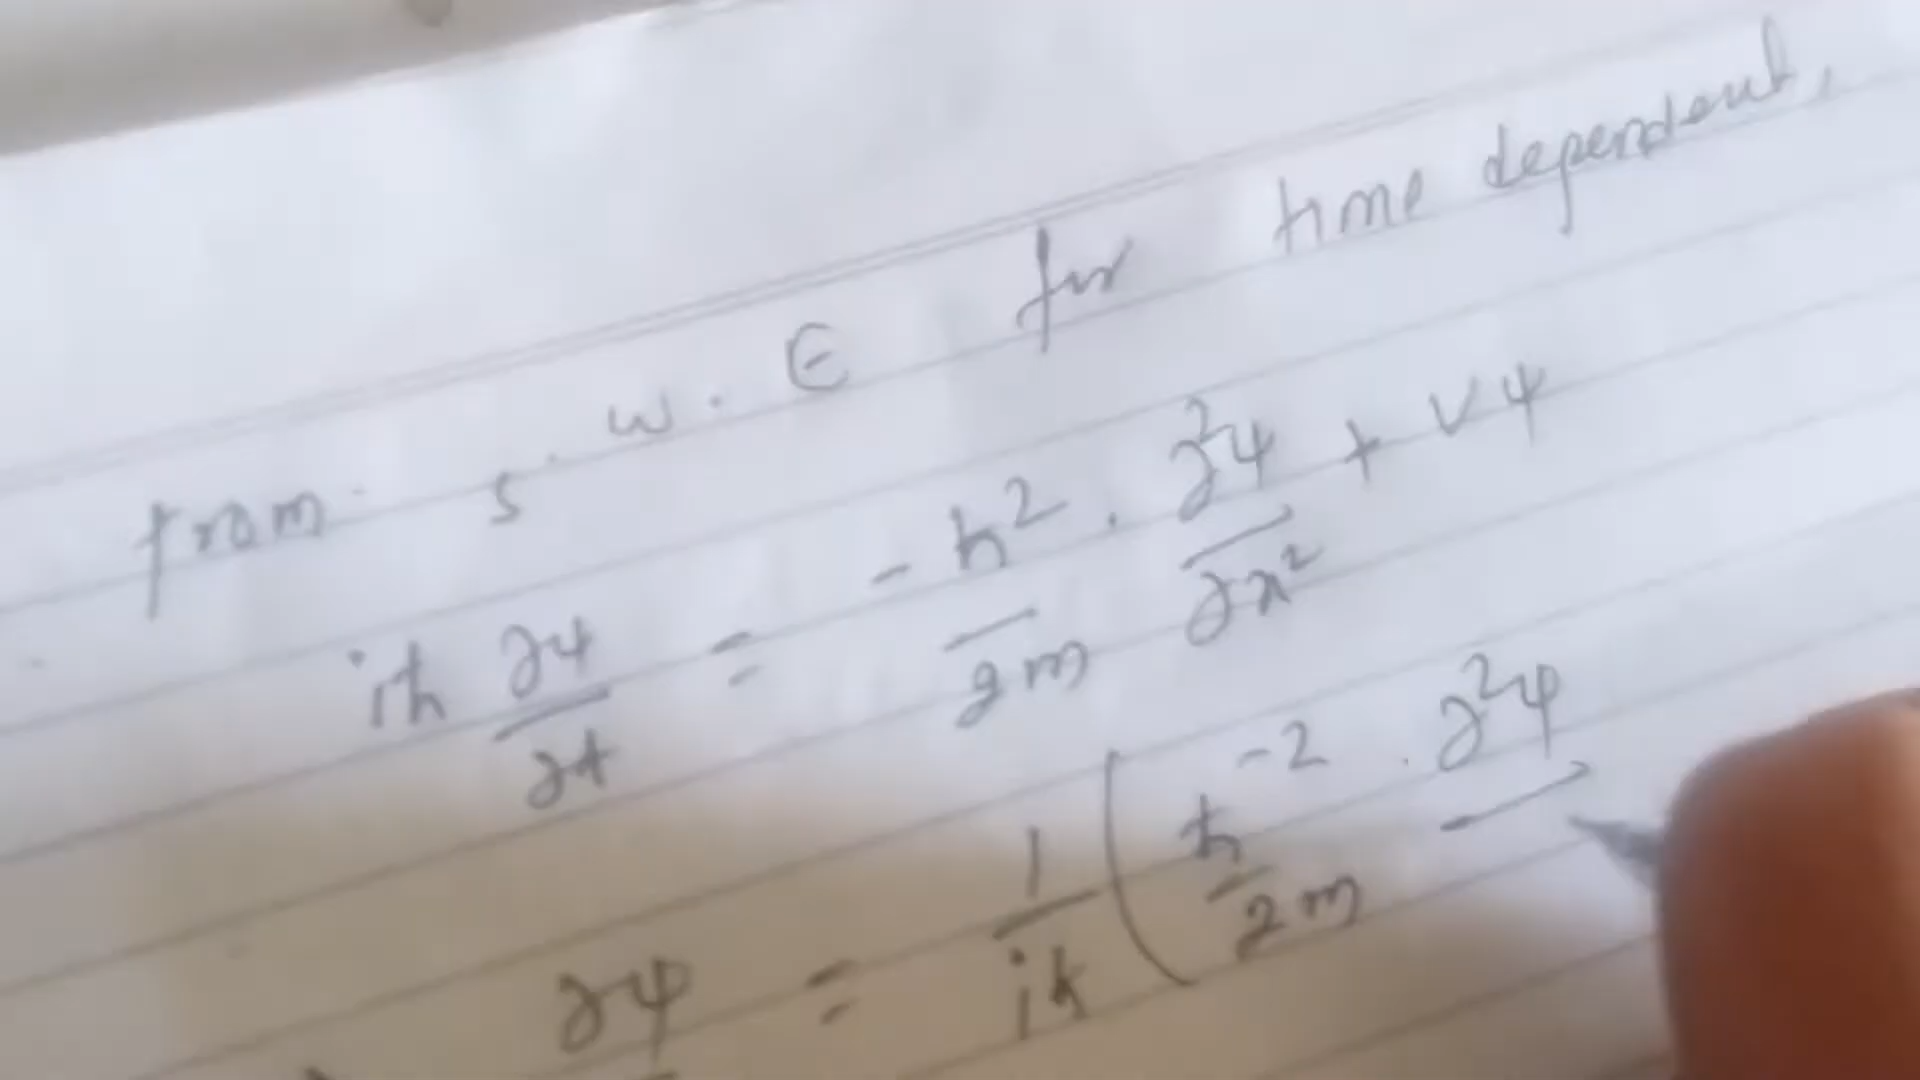 from S.W.E for time dependent,
iħ ∂ψ/∂t = -ħ²/2m . ∂²ψ/∂x² + Vψ
∂ψ = 1/iħ ( ħ⁻²/2m . ∂²ψ